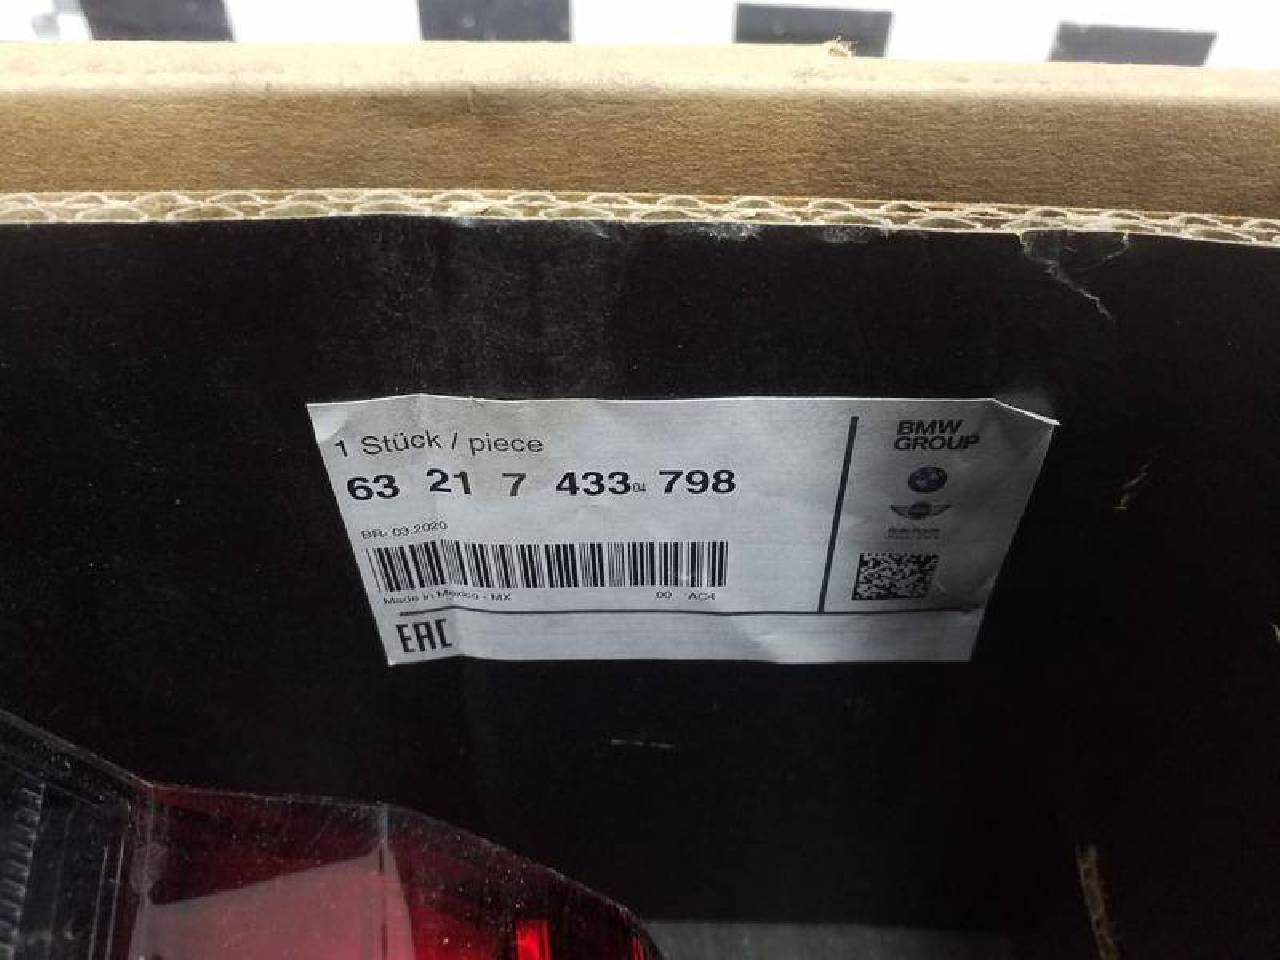 1 Stück / piece
63 21 7 433 04 798
BR: 03.2020
Made in Mexico - MX 00 AC4
EAC
BMW
GROUP